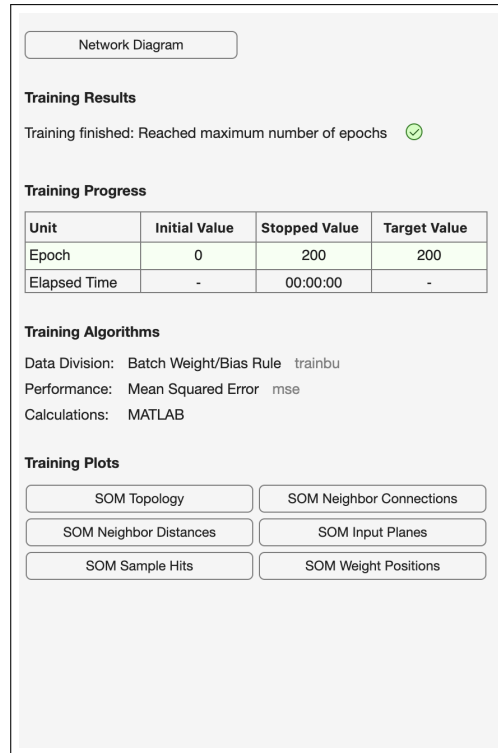 Network Diagram
Training Results
Training finished: Reached maximum number of epochs
Training Progress
Unit Initial Value Stopped Value Target Value
Epoch 0 200 200
Elapsed Time - 00:00:00 -
Training Algorithms
Data Division: Batch Weight/Bias Rule trainbu
Performance: Mean Squared Error mse
Calculations: MATLAB
Training Plots
SOM Topology SOM Neighbor Connections
SOM Neighbor Distances SOM Input Planes
SOM Sample Hits SOM Weight Positions